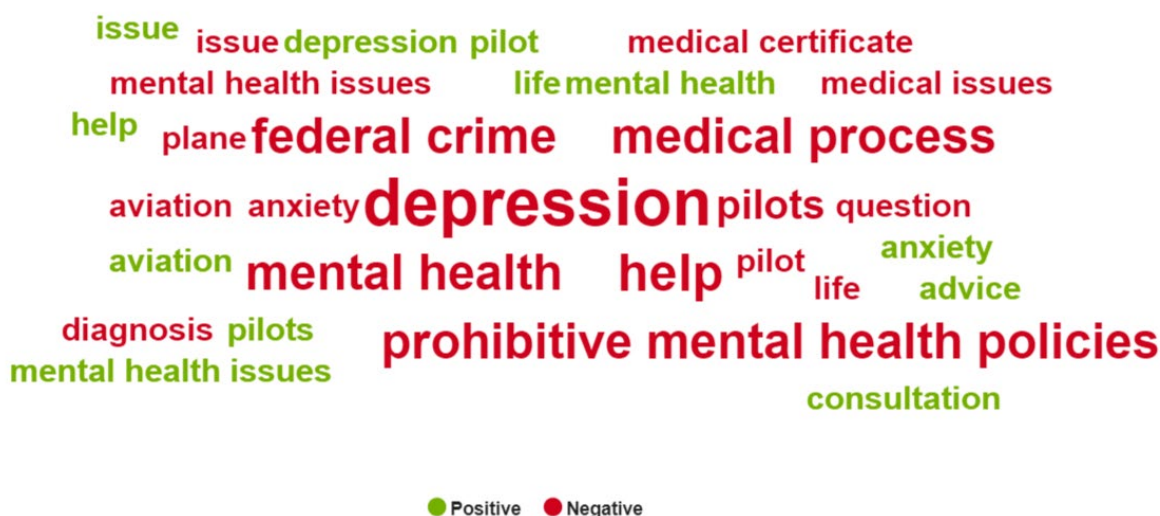 issue issue depression pilot medical certificate
mental health issues life mental health medical issues
help plane federal crime medical process
aviation anxiety depression pilots question
aviation mental health help pilot life anxiety advice
diagnosis pilots prohibitive mental health policies
mental health issues
consultation
Positive Negative